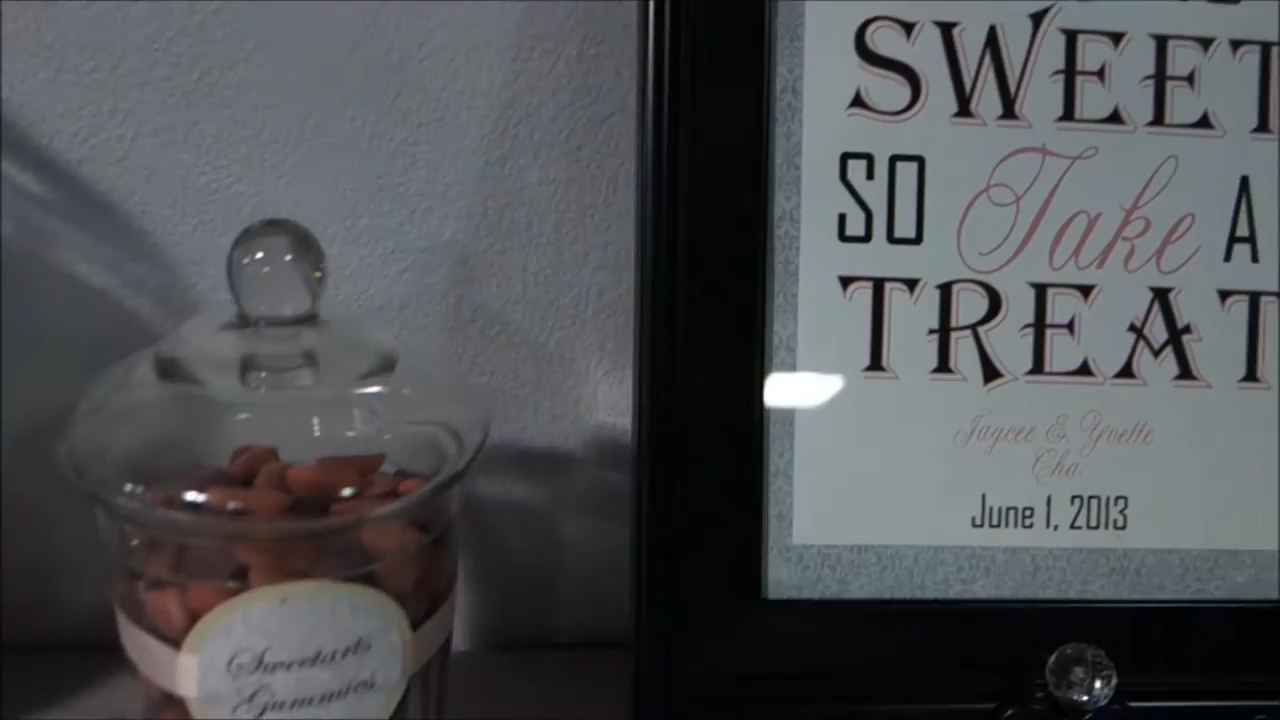 SWEET
SO Take A
TREAT
Jaycee & Yvette
Cha
June 1, 2013
Sweetarts
Gummies